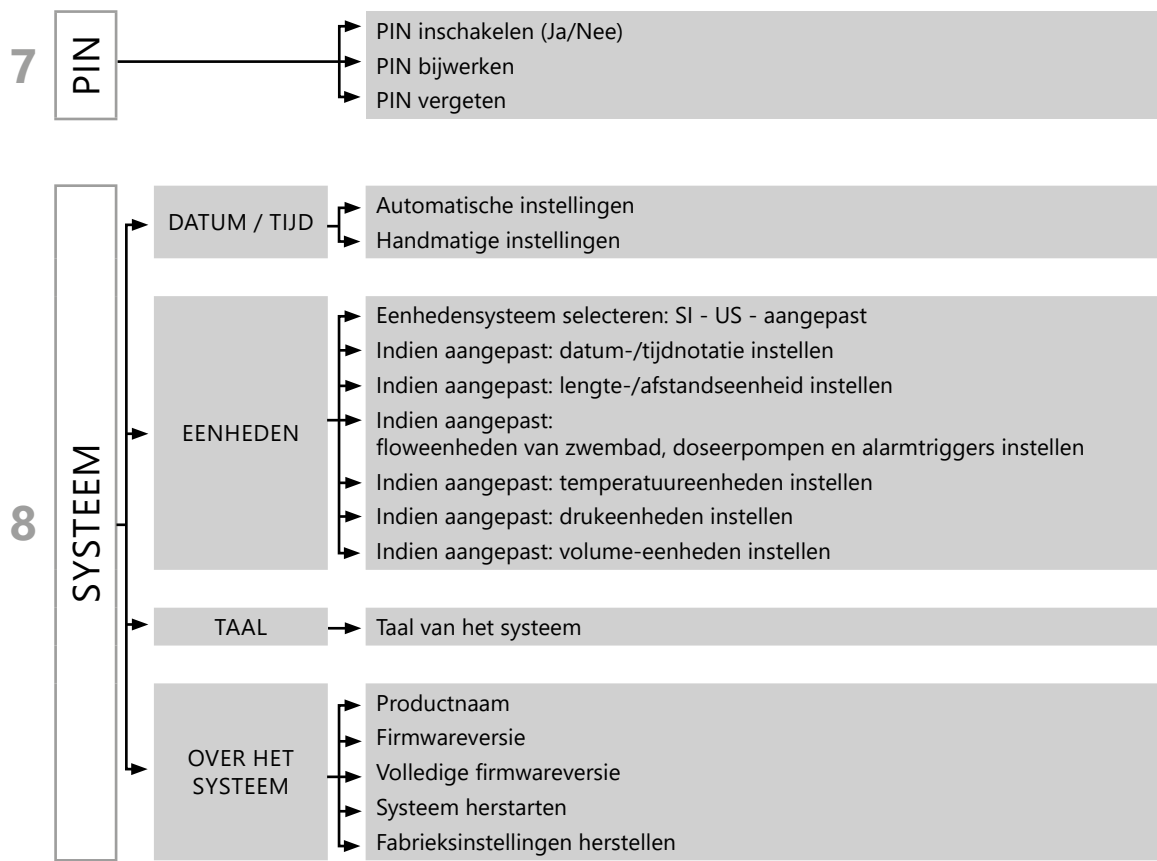 7
PIN
PIN inschakelen (Ja/Nee)
PIN bijwerken
PIN vergeten
8
SYSTEEM
DATUM / TIJD
Automatische instellingen
Handmatige instellingen
EENHEDEN
Eenhedensysteem selecteren: SI - US - aangepast
Indien aangepast: datum-/tijdnotatie instellen
Indien aangepast: lengte-/afstandseenheid instellen
Indien aangepast:
floweenheden van zwembad, doseerpompen en alarmtriggers instellen
Indien aangepast: temperatuureenheden instellen
Indien aangepast: drukeenheden instellen
Indien aangepast: volume-eenheden instellen
TAAL
Taal van het systeem
OVER HET
SYSTEEM
Productnaam
Firmwareversie
Volledige firmwareversie
Systeem herstarten
Fabrieksinstellingen herstellen